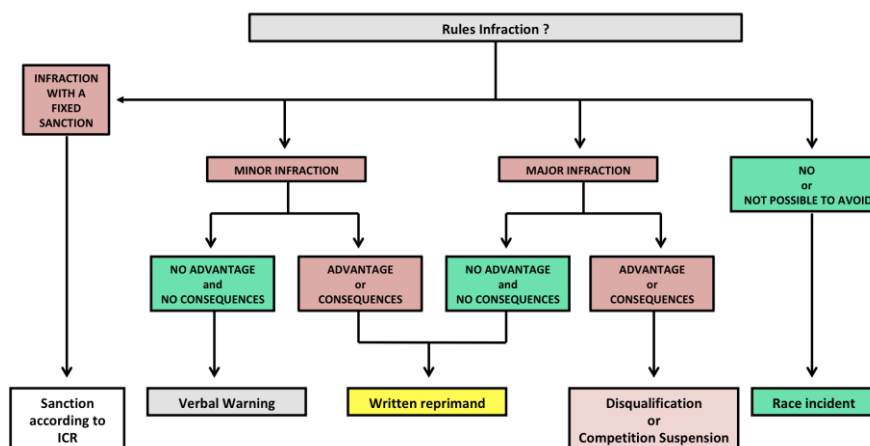 Rules Infraction ?
INFRACTION
WITH A
FIXED
SANCTION
MINOR INFRACTION
MAJOR INFRACTION
NO
or
NOT POSSIBLE TO AVOID
NO ADVANTAGE
and
NO CONSEQUENCES
ADVANTAGE
or
CONSEQUENCES
NO ADVANTAGE
and
NO CONSEQUENCES
ADVANTAGE
or
CONSEQUENCES
Sanction
according to
ICR
Verbal Warning
Written reprimand
Disqualification
or
Competition Suspension
Race incident